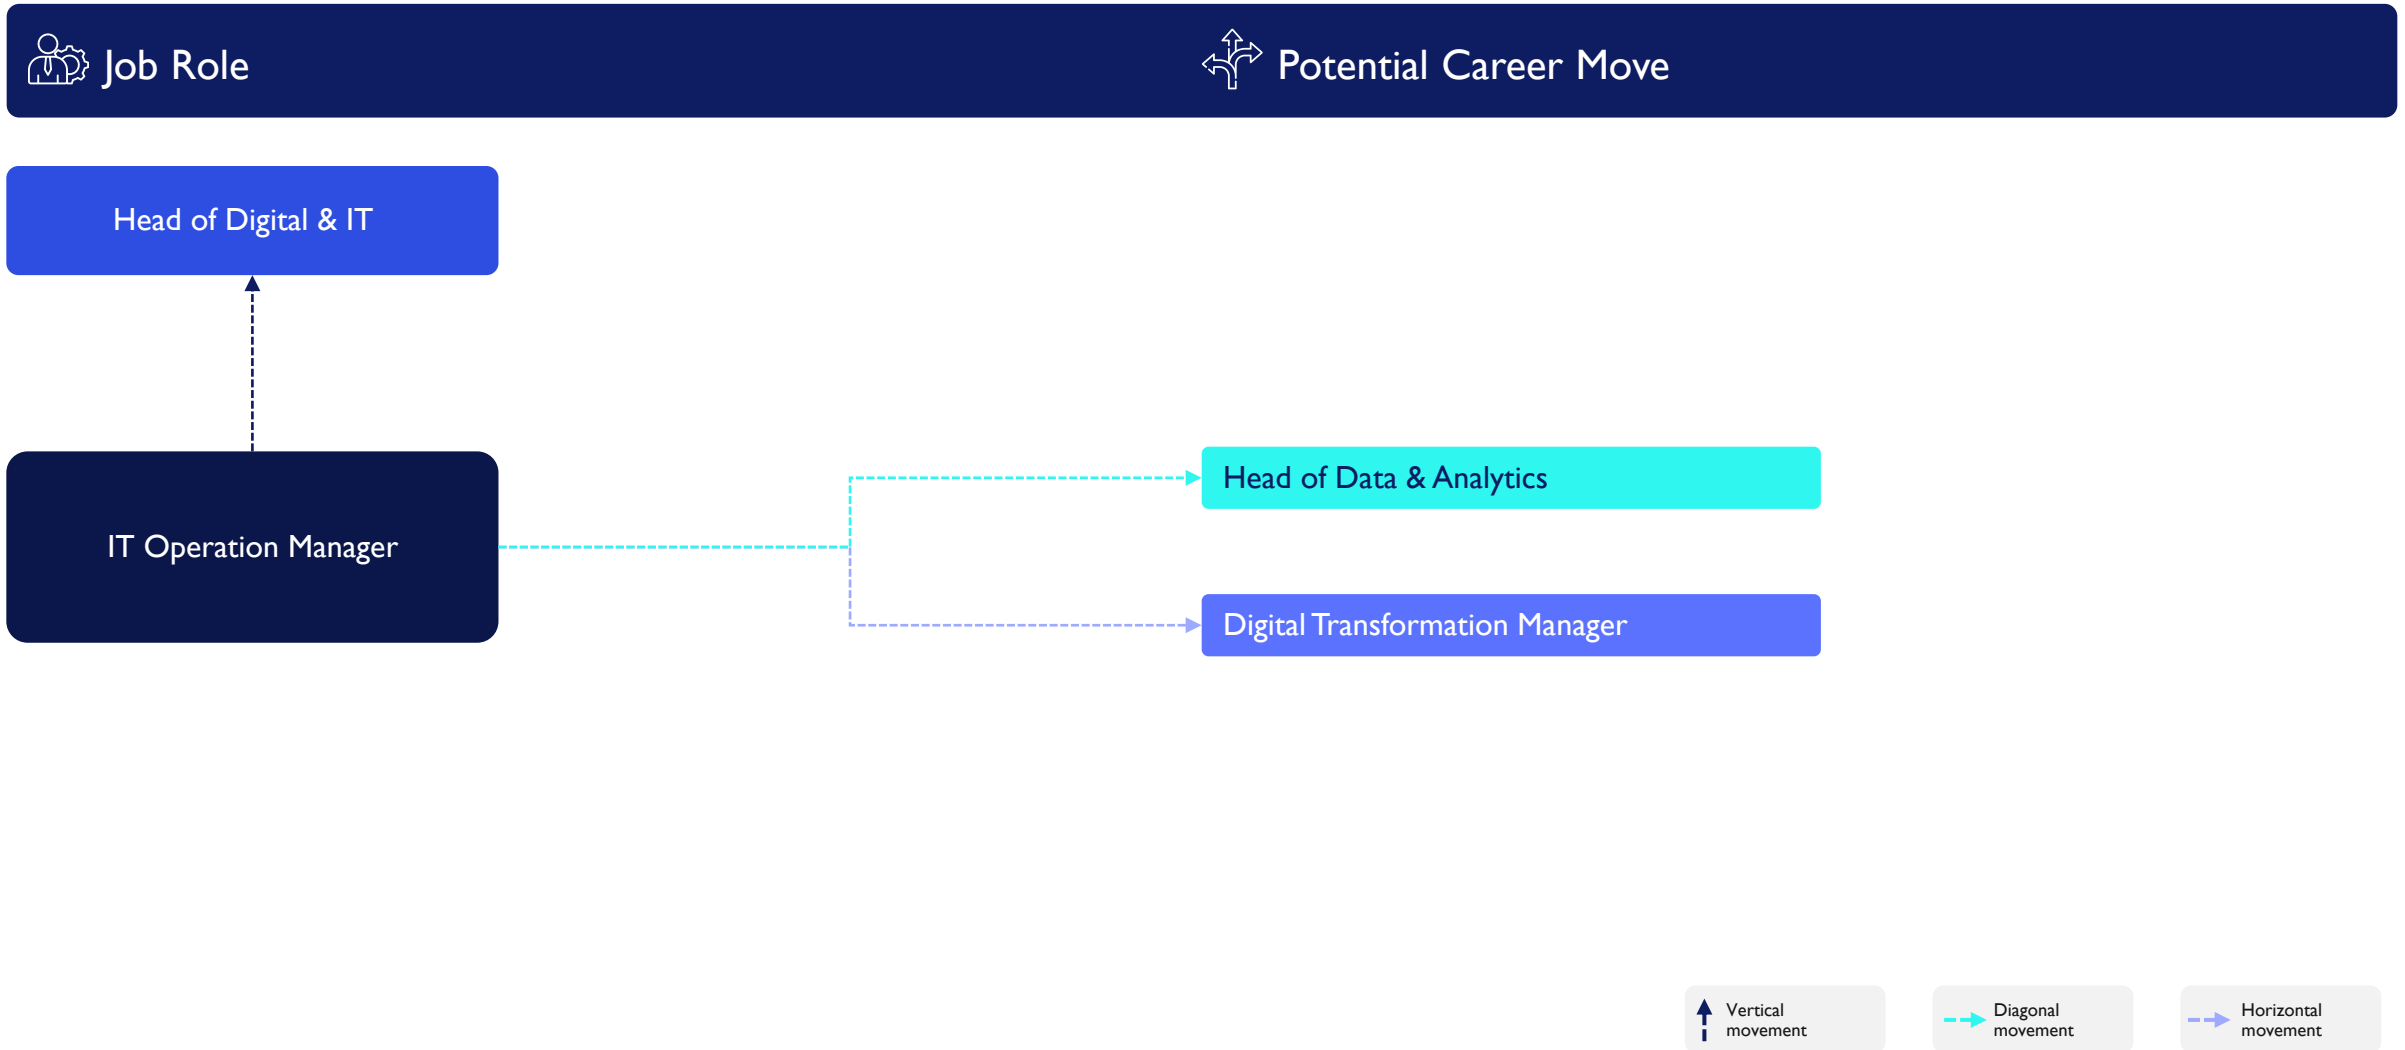 Job Role
Potential Career Move
Head of Digital & IT
IT Operation Manager
Head of Data & Analytics
Digital Transformation Manager
Vertical
movement
Diagonal
movement
Horizontal
movement